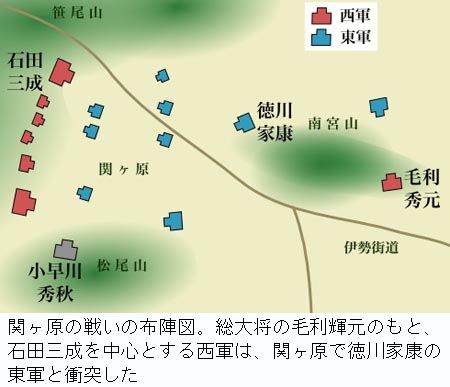 笹尾山
西軍
東軍
石田
三成
徳川
家康
南宮山
関ヶ原
毛利
秀元
伊勢街道
小早川
秀秋
松尾山
関ヶ原の戦いの布陣図。総大将の毛利輝元のもと、
石田三成を中心とする西軍は、関ヶ原で徳川家康の
東軍と衝突した